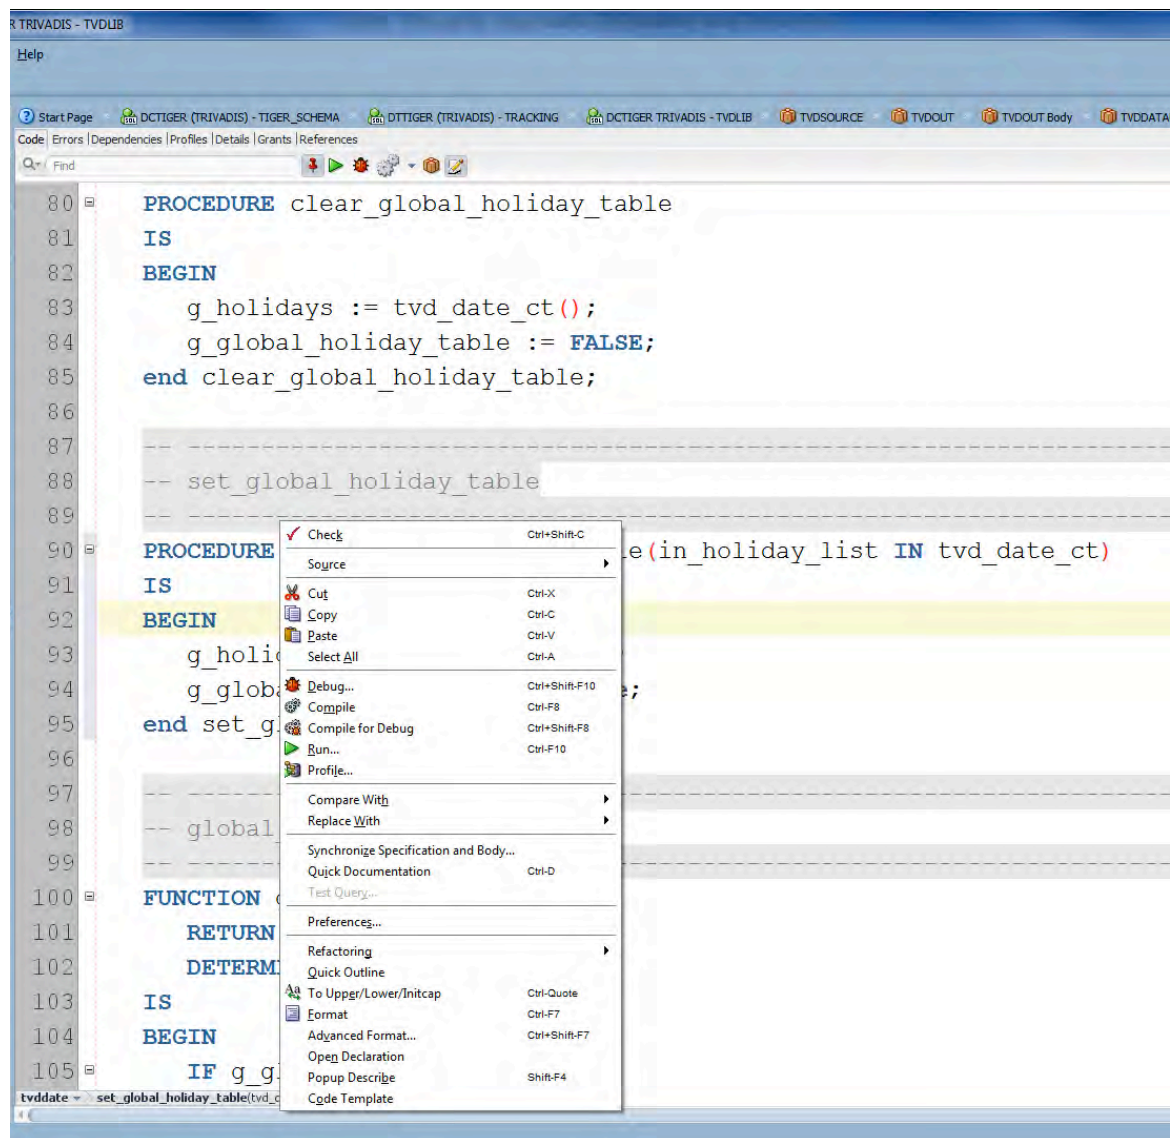 R TRIVADIS - TVDLIB
Help
Start Page DCTIGER (TRIVADIS) - TIGER_SCHEMA DTTIGER (TRIVADIS) - TRACKING DCTIGER TRIVADIS - TVDLIB TVDSOURCE TVDOUT TVDOUT Body TVDDATA
Code Errors |Dependencies |Profiles |Details |Grants |References
Find
80 PROCEDURE clear_global_holiday_table
81 IS
82 BEGIN
83 g_holidays := tvd_date_ct();
84 g_global_holiday_table := FALSE;
85 end clear_global_holiday_table;
86
87 -- ----------------------------------------------------------------------
88 -- set_global_holiday_table
89 -- ----------------------------------------------------------------------
90 PROCEDURE le(in_holiday_list IN tvd_date_ct)
91 IS
92 BEGIN
93 g_holi
94 g_globa ;
95 end set_g
96
97 -- ----------------------------------------------------------------------
98 -- global_
99 -- ----------------------------------------------------------------------
100 FUNCTION
101 RETURN
102 DETERM
103 IS
104 BEGIN
105 IF g_g
Check Ctrl+Shift-C
Source
Cut Ctrl-X
Copy Ctrl-C
Paste Ctrl-V
Select All Ctrl-A
Debug... Ctrl+Shift-F10
Compile Ctrl-F8
Compile for Debug Ctrl+Shift-F8
Run... Ctrl-F10
Profile...
Compare With
Replace With
Synchronize Specification and Body...
Quick Documentation Ctrl-D
Test Query...
Preferences...
Refactoring
Quick Outline
To Upper/Lower/Initcap Ctrl-Quote
Format Ctrl-F7
Advanced Format... Ctrl+Shift-F7
Open Declaration
Popup Describe Shift-F4
Code Template
tvddate set_global_holiday_table(tvd_d